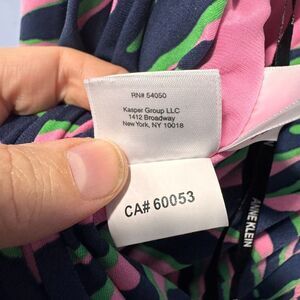 RN# 54050
Kasper Group LLC
1412 Broadway
New York, NY 10018
CA# 60053
ANNE KLEIN